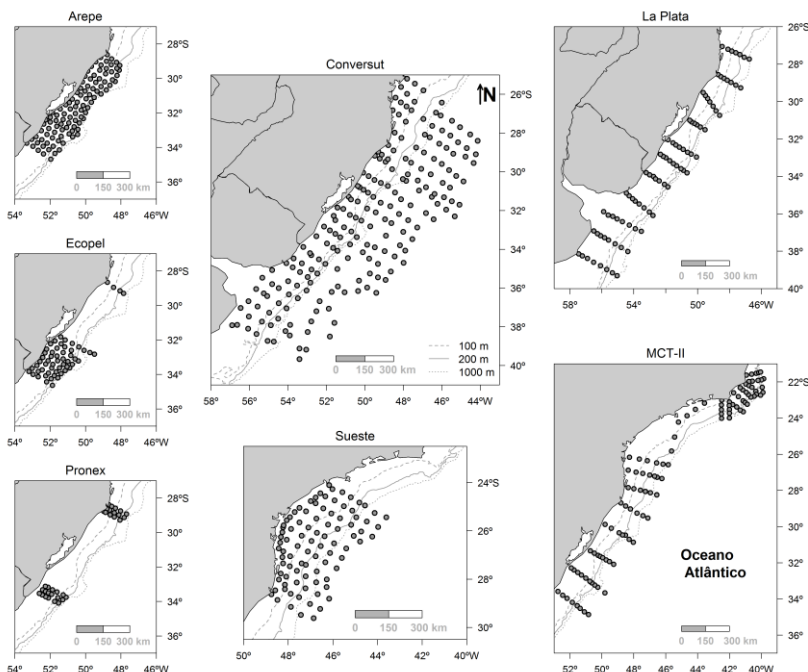 Arepe
28°S
30°
32°
34°
36°
54° 52° 50° 48° 46°W
0 150 300 km
Ecopel
28°S
30°
32°
34°
36°
54° 52° 50° 48° 46°W
0 150 300 km
Pronex
28°S
30°
32°
34°
36°
54° 52° 50° 48° 46°W
0 150 300 km
Conversut
N
26°S
28°
30°
32°
34°
36°
38°
40°
100 m
200 m
1000 m
0 150 300 km
58° 56° 54° 52° 50° 48° 46° 44°W
Sueste
24°S
26°
28°
30°
0 150 300 km
50° 48° 46° 44° 42° 40°W
La Plata
26°S
28°
30°
32°
34°
36°
38°
40°
0 150 300 km
58° 54° 50° 46°W
MCT-II
22°S
24°
26°
28°
30°
32°
34°
36°
Oceano
Atlântico
0 150 300 km
52° 48° 44° 40°W